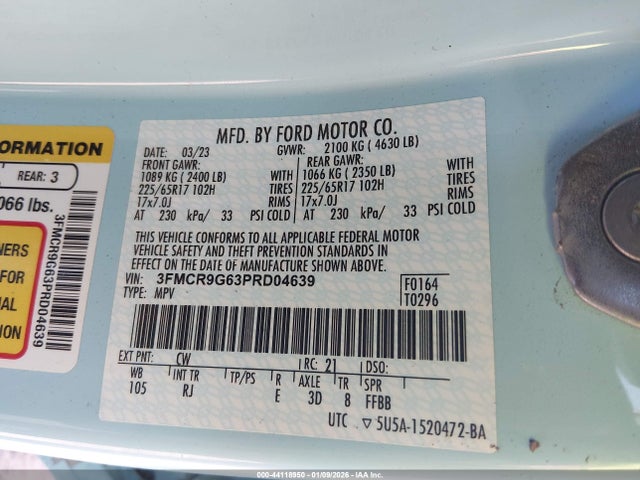 ORMATION
REAR: 3
066 lbs.
NERS
FOR
NAL
ION
3FMCR9G63PRD04639
MFD. BY FORD MOTOR CO.
DATE: 03/23 GVWR: 2100 KG ( 4630 LB)
FRONT GAWR: REAR GAWR:
1089 KG ( 2400 LB) WITH 1066 KG ( 2350 LB) WITH
225/65R17 102H TIRES 225/65R17 102H TIRES
17x7.0J RIMS 17x7.0J RIMS
AT 230 kPa/ 33 PSI COLD AT 230 kPa/ 33 PSI COLD
THIS VEHICLE CONFORMS TO ALL APPLICABLE FEDERAL MOTOR
VEHICLE SAFETY AND THEFT PREVENTION STANDARDS IN
EFFECT ON THE DATE OF MANUFACTURE SHOWN ABOVE.
VIN: 3FMCR9G63PRD04639 F0164
TYPE: MPV T0296
EXT PNT: CW RC: 21 DSO:
WB INT TR TP/PS R AXLE TR SPR
105 RJ E 3D 8 FFBB
UTC ▽ 5U5A-1520472-BA
000-44118950 - 01/09/2026 - IAA Holdings, LLC.